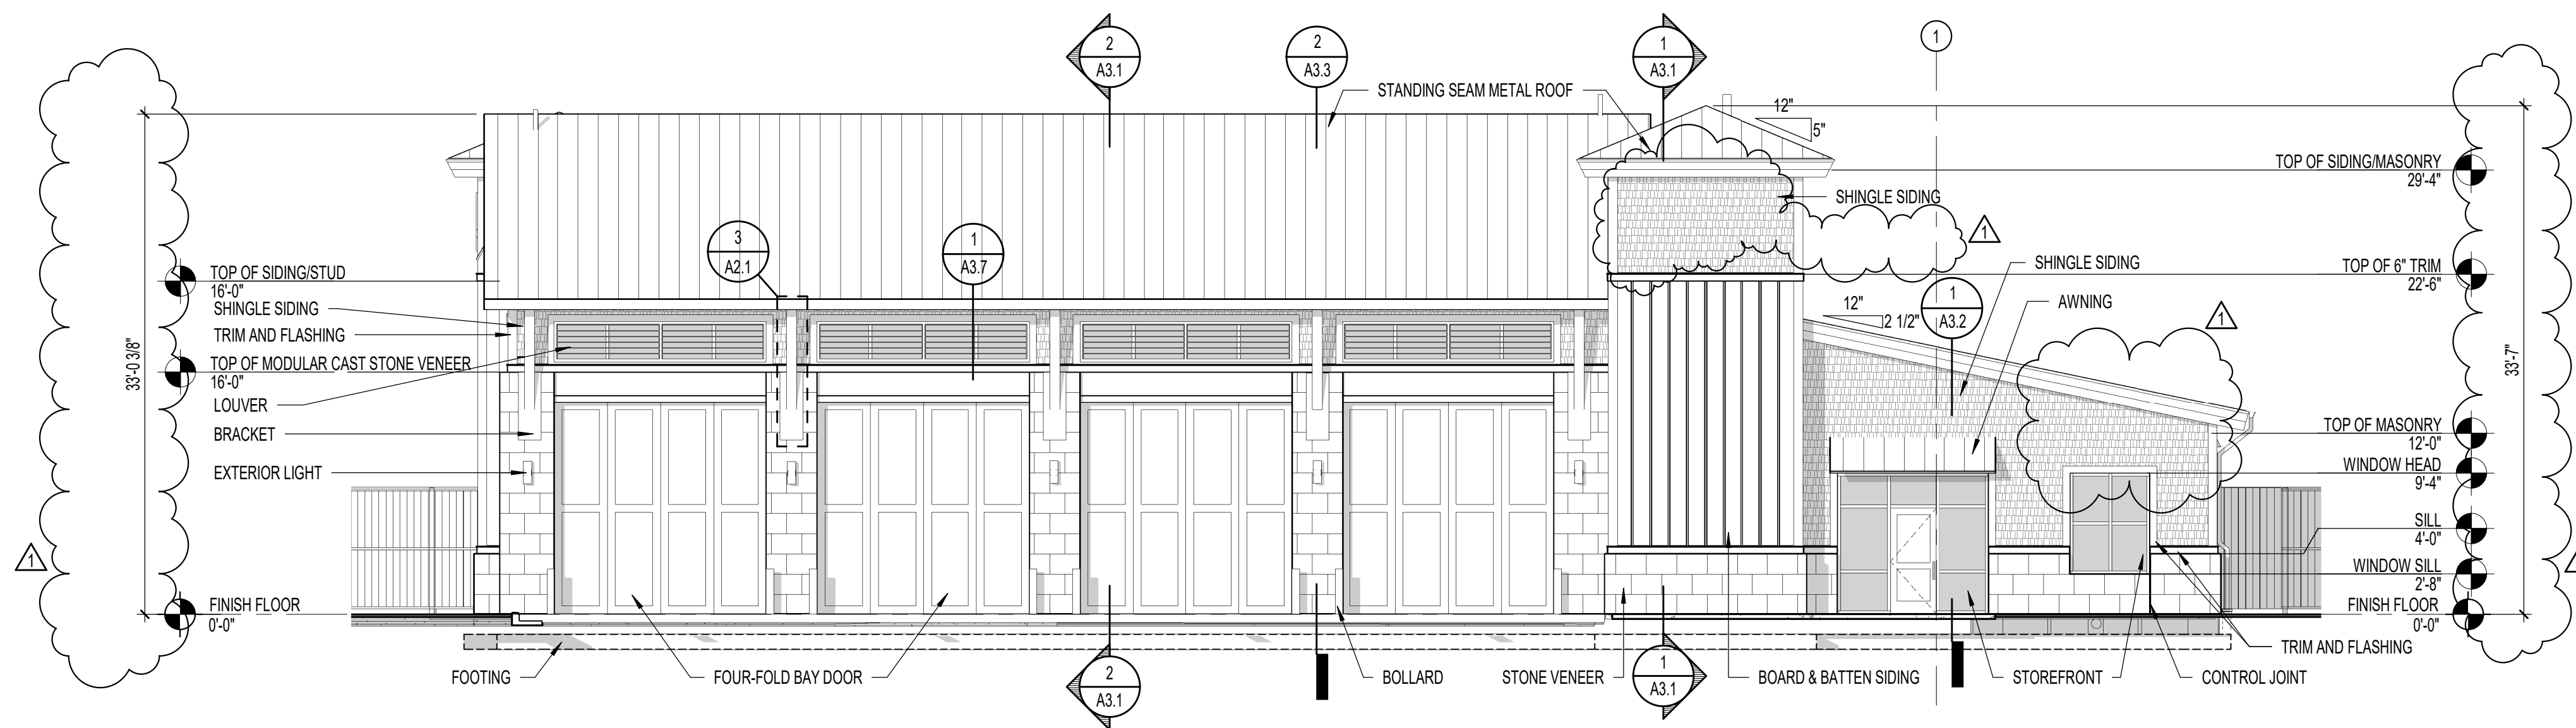 2
A3.1
2
A3.3
1
A3.1
1
STANDING SEAM METAL ROOF
12"
5"
TOP OF SIDING/MASONRY
29'-4"
SHINGLE SIDING
1
3
A2.1
1
A3.7
TOP OF SIDING/STUD
16'-0"
SHINGLE SIDING
TRIM AND FLASHING
TOP OF MODULAR CAST STONE VENEER
16'-0"
LOUVER
BRACKET
EXTERIOR LIGHT
33'-0 3/8"
1
FINISH FLOOR
0'-0"
SHINGLE SIDING
TOP OF 6" TRIM
22'-6"
1
A3.2
AWNING
12"
2 1/2"
1
33'-7"
TOP OF MASONRY
12'-0"
WINDOW HEAD
9'-4"
SILL
4'-0"
WINDOW SILL
2'-8"
FINISH FLOOR
0'-0"
TRIM AND FLASHING
FOOTING
FOUR-FOLD BAY DOOR
2
A3.1
BOLLARD
STONE VENEER
1
A3.1
BOARD & BATTEN SIDING
STOREFRONT
CONTROL JOINT